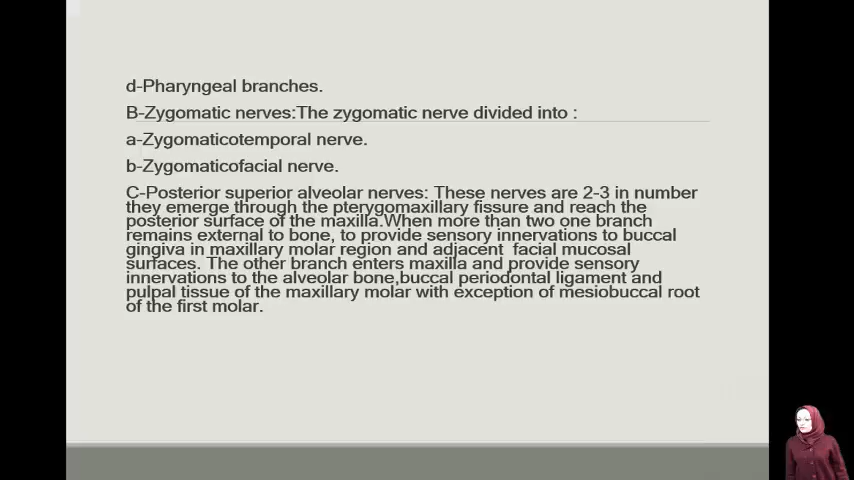 d-Pharyngeal branches.
B-Zygomatic nerves:The zygomatic nerve divided into :
a-Zygomaticotemporal nerve.
b-Zygomaticofacial nerve.
C-Posterior superior alveolar nerves: These nerves are 2-3 in number
they emerge through the pterygomaxillary fissure and reach the
posterior surface of the maxilla.When more than two one branch
remains external to bone, to provide sensory innervations to buccal
gingiva in maxillary molar region and adjacent facial mucosal
surfaces. The other branch enters maxilla and provide sensory
innervations to the alveolar bone,buccal periodontal ligament and
pulpal tissue of the maxillary molar with exception of mesiobuccal root
of the first molar.